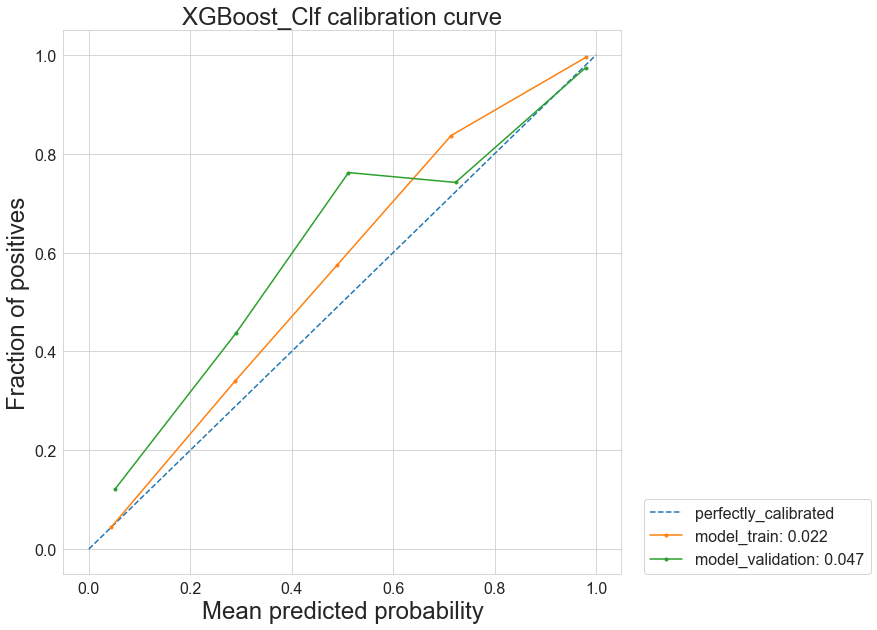 XGBoost_Clf calibration curve
Fraction of positives
1.0
0.8
0.6
0.4
0.2
0.0
0.0 0.2 0.4 0.6 0.8 1.0
Mean predicted probability
perfectly_calibrated
model_train: 0.022
model_validation: 0.047